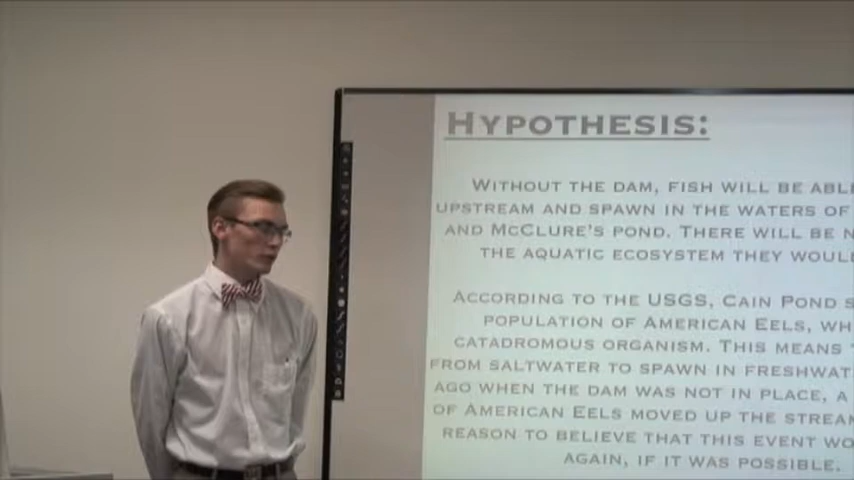 HYPOTHESIS:
WITHOUT THE DAM, FISH WILL BE ABL
UPSTREAM AND SPAWN IN THE WATERS OF
AND MCCLURE'S POND. THERE WILL BE N
THE AQUATIC ECOSYSTEM THEY WOUL
ACCORDING TO THE USGS, CAIN POND S
POPULATION OF AMERICAN EELS, WH
CATADROMOUS ORGANISM. THIS MEANS T
FROM SALTWATER TO SPAWN IN FRESHWAT
AGO WHEN THE DAM WAS NOT IN PLACE, A
OF AMERICAN EELS MOVED UP THE STREAM
REASON TO BELIEVE THAT THIS EVENT WO
AGAIN, IF IT WAS POSSIBLE.